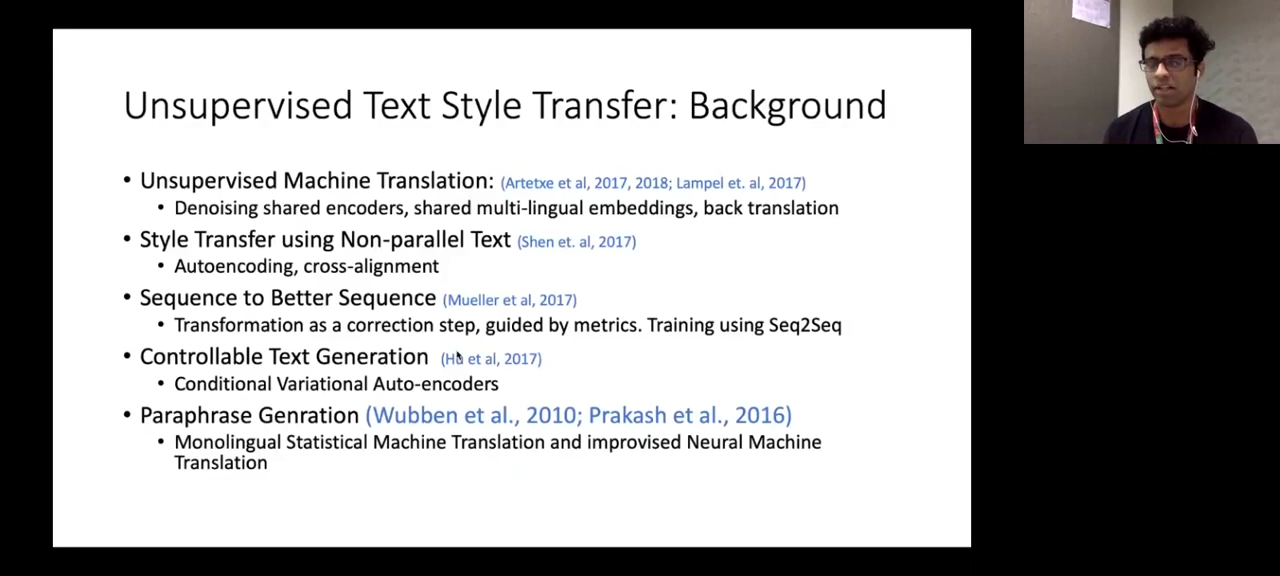 Unsupervised Text Style Transfer: Background
• Unsupervised Machine Translation: (Artetxe et al, 2017, 2018; Lampel et. al, 2017)
• Denoising shared encoders, shared multi-lingual embeddings, back translation
• Style Transfer using Non-parallel Text (Shen et. al, 2017)
• Autoencoding, cross-alignment
• Sequence to Better Sequence (Mueller et al, 2017)
• Transformation as a correction step, guided by metrics. Training using Seq2Seq
• Controllable Text Generation (Hu et al, 2017)
• Conditional Variational Auto-encoders
• Paraphrase Genration (Wubben et al., 2010; Prakash et al., 2016)
• Monolingual Statistical Machine Translation and improvised Neural Machine
Translation